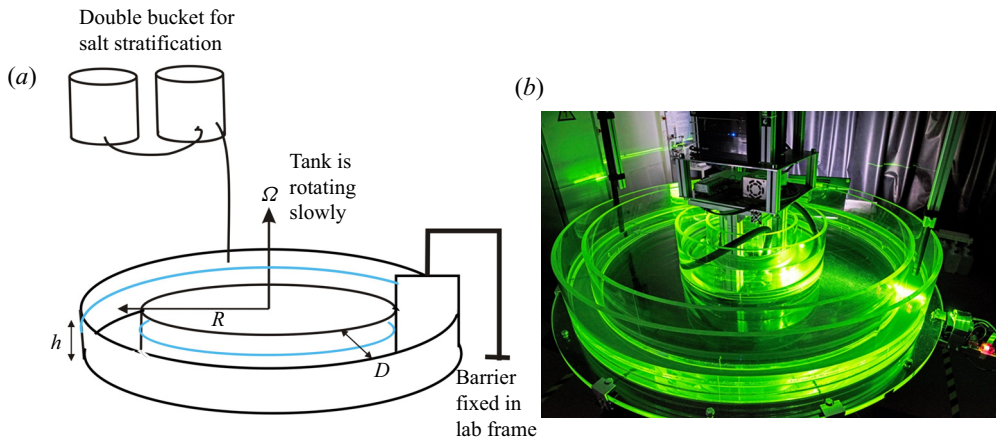 Double bucket for
salt stratification
(a)
(b)
Tank is
rotating
slowly
Ω
R
h
D
Barrier
fixed in
lab frame